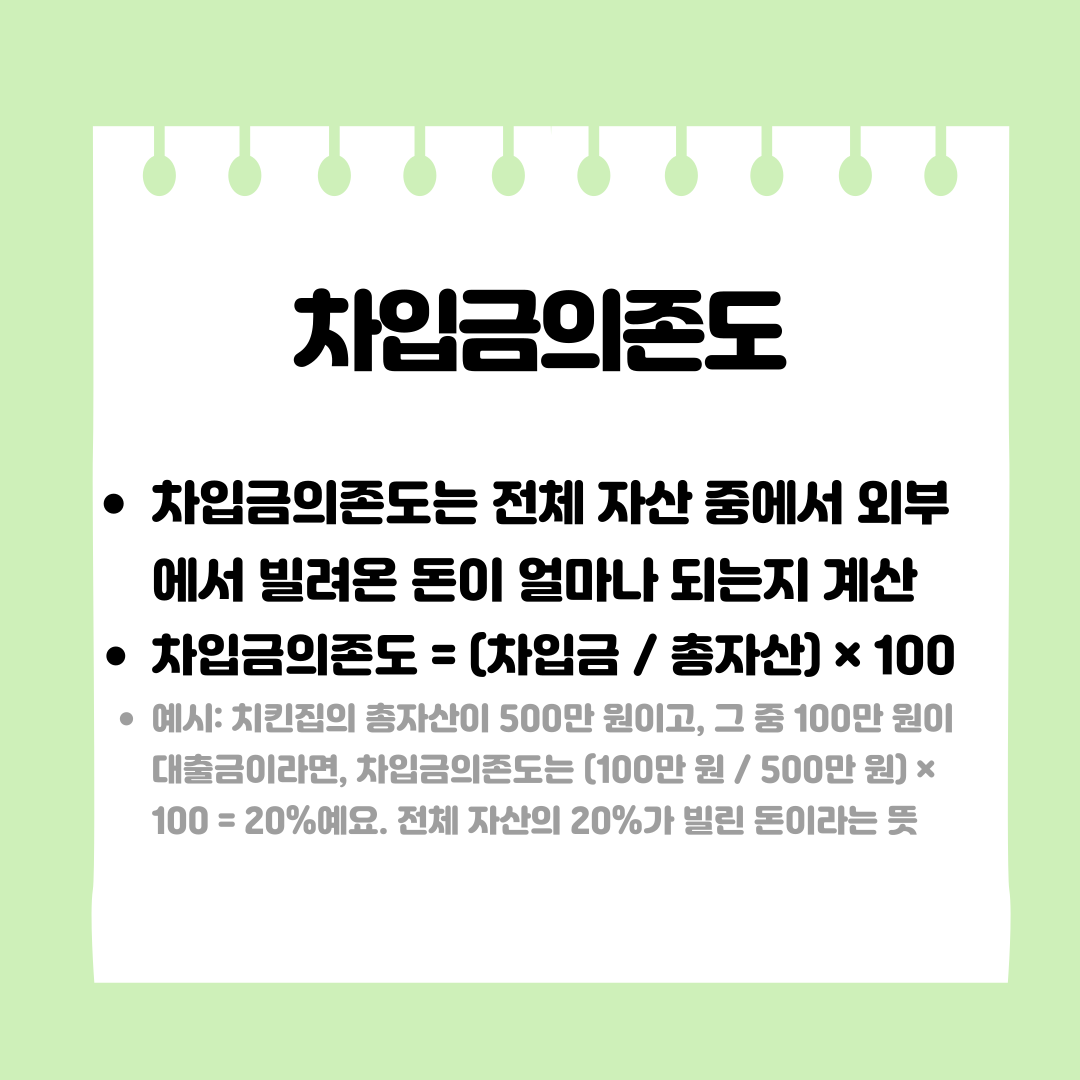 차입금의존도
• 차입금의존도는 전체 자산 중에서 외부
에서 빌려온 돈이 얼마나 되는지 계산
• 차입금의존도 = (차입금 / 총자산) × 100
• 예시: 치킨집의 총자산이 500만 원이고, 그 중 100만 원이
대출금이라면, 차입금의존도는 (100만 원 / 500만 원) ×
100 = 20%예요. 전체 자산의 20%가 빌린 돈이라는 뜻